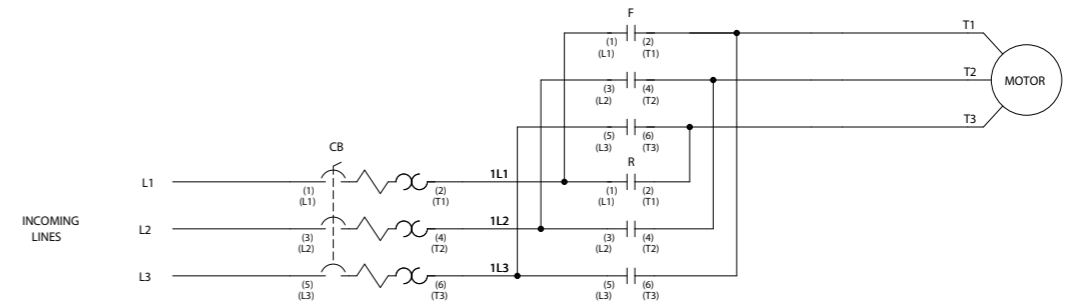 F
T1
(1) (2)
(L1) (T1)
T2
MOTOR
(3) (4)
(L2) (T2)
T3
(5) (6)
(L3) (T3)
CB
R
L1
1L1
(1) (2)
(L1) (T1)
(1) (2)
(L1) (T1)
INCOMING
LINES
L2
1L2
(3) (4)
(L2) (T2)
(3) (4)
(L2) (T2)
L3
1L3
(5) (6)
(L3) (T3)
(5) (6)
(L3) (T3)